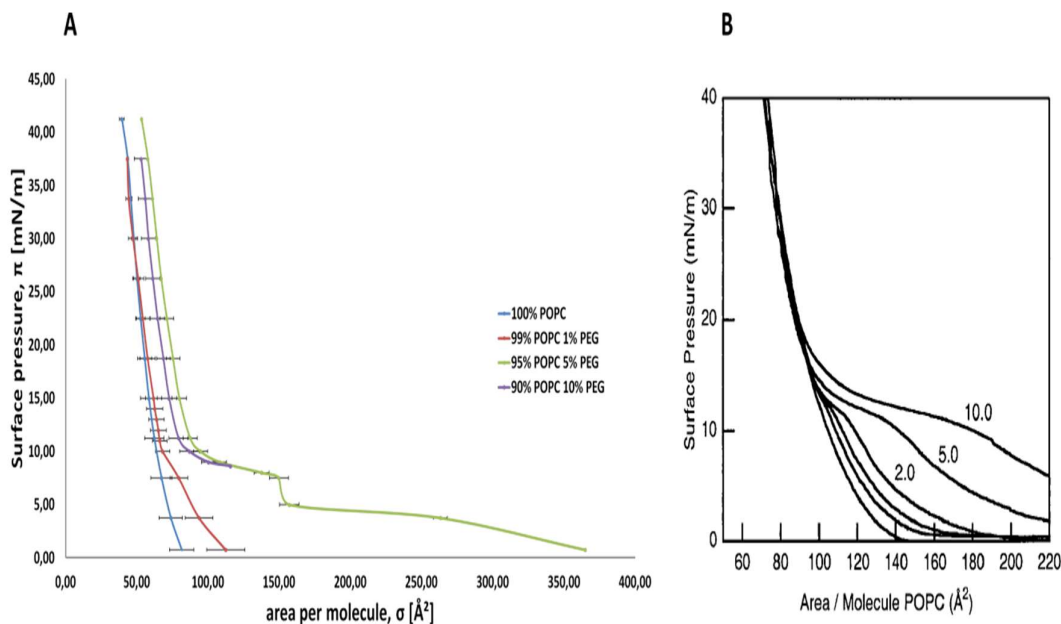 A
Surface pressure, π [mN/m]
45,00
40,00
35,00
30,00
25,00
20,00
15,00
10,00
5,00
0,00
0,00 50,00 100,00 150,00 200,00 250,00 300,00 350,00 400,00
area per molecule, σ [Å²]
100% POPC
99% POPC 1% PEG
95% POPC 5% PEG
90% POPC 10% PEG
B
Surface Pressure (mN/m)
40
30
20
10
0
10.0
5.0
2.0
60 80 100 120 140 160 180 200 220
Area / Molecule POPC (Å²)